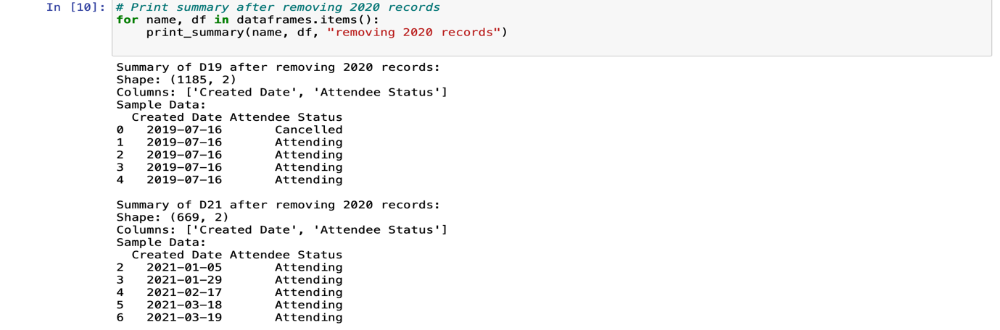 In [10]: # Print summary after removing 2020 records
for name, df in dataframes.items():
    print_summary(name, df, "removing 2020 records")
Summary of D19 after removing 2020 records:
Shape: (1185, 2)
Columns: ['Created Date', 'Attendee Status']
Sample Data:
  Created Date Attendee Status
0   2019-07-16       Cancelled
1   2019-07-16       Attending
2   2019-07-16       Attending
3   2019-07-16       Attending
4   2019-07-16       Attending
Summary of D21 after removing 2020 records:
Shape: (669, 2)
Columns: ['Created Date', 'Attendee Status']
Sample Data:
  Created Date Attendee Status
2   2021-01-05       Attending
3   2021-01-29       Attending
4   2021-02-17       Attending
5   2021-03-18       Attending
6   2021-03-19       Attending